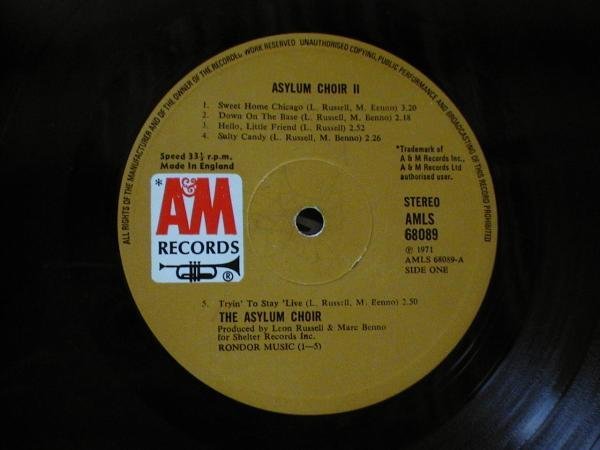 ALL RIGHTS OF THE MANUFACTURER AND OF THE OWNER OF THE RECORDED WORK RESERVED. UNAUTHORISED COPYING, PUBLIC PERFORMANCE AND BROADCASTING OF THIS RECORD PROHIBITED
ASYLUM CHOIR II
1. Sweet Home Chicago (L. Russell, M. Benno) 3.20
2. Down On The Base (L. Russell, M. Benno) 2.18
3. Hello, Little Friend (L. Russell) 2.52
4. Salty Candy (L. Russell, M. Benno) 2.26
Speed 33⅓ r.p.m.
Made in England
*Trademark of
A & M Records Inc.,
A & M Records Ltd
authorised user.
* A&M
RECORDS
®
STEREO
AMLS
68089
℗ 1971
AMLS 68089-A
SIDE ONE
5. Tryin' To Stay 'Live (L. Russell, M. Benno) 2.50
THE ASYLUM CHOIR
Produced by Leon Russell & Marc Benno
for Shelter Records Inc.
RONDOR MUSIC (1—5)